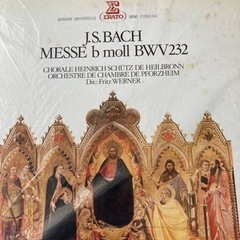 ERATO
J.S.BACH
MESSE b moll BWV232
CHORALE HEINRICH SCHÜTZ DE HEILBRONN
ORCHESTRE DE CHAMBRE DE PFORZHEIM
Dir.: Fritz WERNER